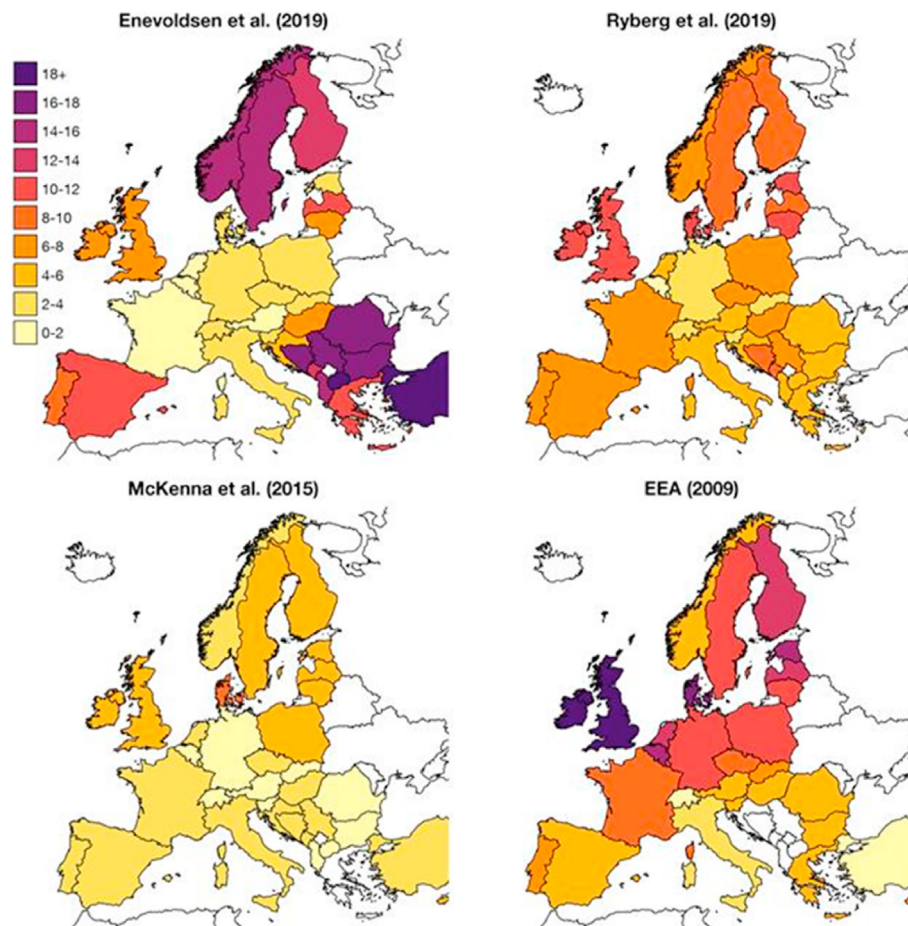 Enevoldsen et al. (2019)
Ryberg et al. (2019)
18+
16-18
14-16
12-14
10-12
8-10
6-8
4-6
2-4
0-2
McKenna et al. (2015)
EEA (2009)